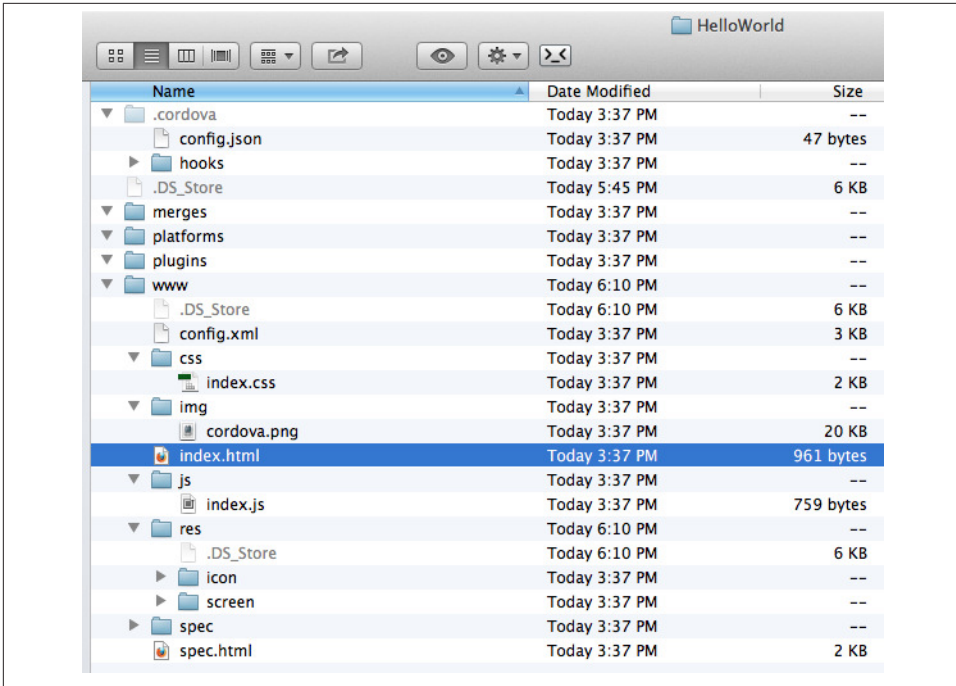 HelloWorld
Name Date Modified Size
.cordova Today 3:37 PM --
config.json Today 3:37 PM 47 bytes
hooks Today 3:37 PM --
.DS_Store Today 5:45 PM 6 KB
merges Today 3:37 PM --
platforms Today 3:37 PM --
plugins Today 3:37 PM --
www Today 6:10 PM --
.DS_Store Today 6:10 PM 6 KB
config.xml Today 3:37 PM 3 KB
css Today 3:37 PM --
index.css Today 3:37 PM 2 KB
img Today 3:37 PM --
cordova.png Today 3:37 PM 20 KB
index.html Today 3:37 PM 961 bytes
js Today 3:37 PM --
index.js Today 3:37 PM 759 bytes
res Today 6:10 PM --
.DS_Store Today 6:10 PM 6 KB
icon Today 3:37 PM --
screen Today 3:37 PM --
spec Today 3:37 PM --
spec.html Today 3:37 PM 2 KB